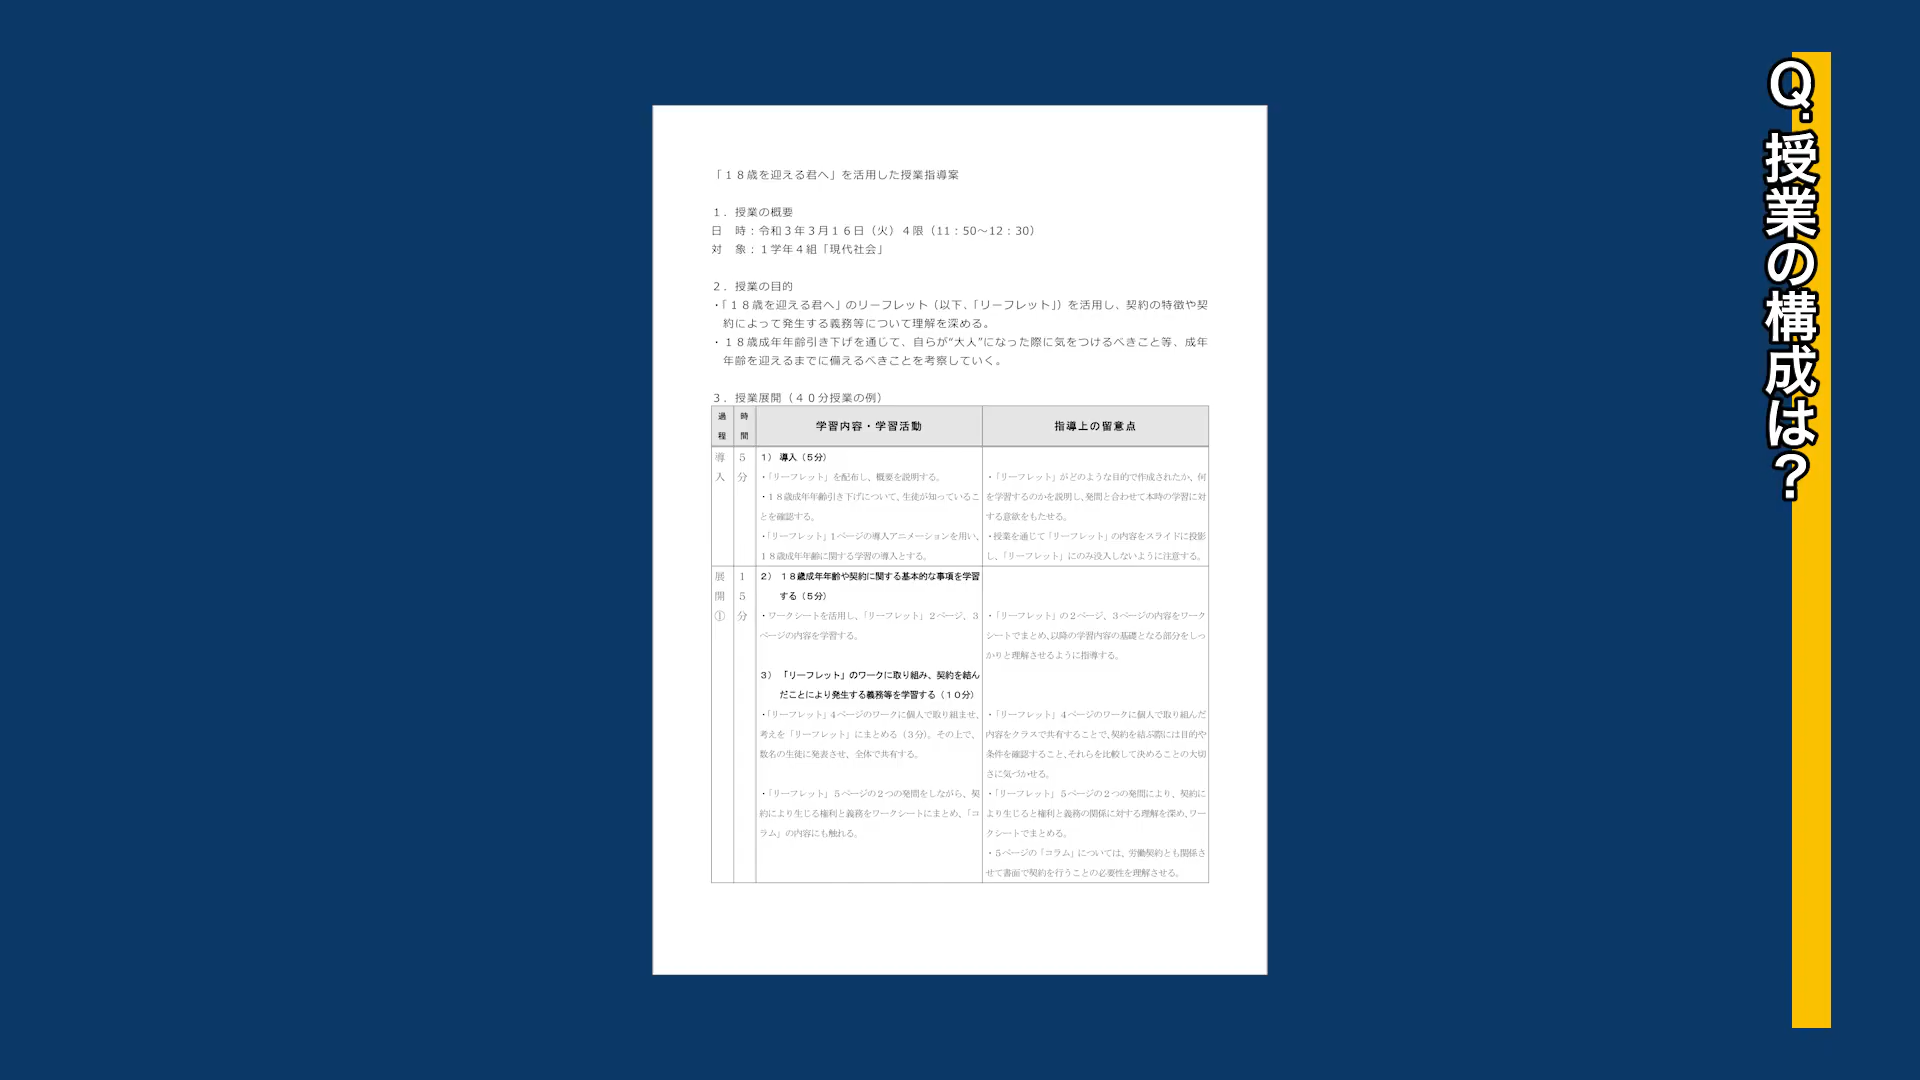 Q.授業の構成は？
「１８歳を迎える君へ」を活用した授業指導案
１．授業の概要
日　時：令和３年３月１６日（火）４限（11：50～12：30）
対　象：１学年４組「現代社会」
２．授業の目的
・「１８歳を迎える君へ」のリーフレット（以下、「リーフレット」）を活用し、契約の特徴や契
約によって発生する義務等について理解を深める。
・１８歳成年年齢引き下げを通じて、自らが“大人”になった際に気をつけるべきこと等、成年
年齢を迎えるまでに備えるべきことを考察していく。
３．授業展開（４０分授業の例）
過程
時間
学習内容・学習活動
指導上の留意点
導入
５分
１）　導入（５分）
・「リーフレット」を配布し、概要を説明する。
・１８歳成年年齢引き下げについて、生徒が知っているこ
とを確認する。
・「リーフレット」１ページの導入アニメーションを用い、
１８歳成年年齢に関する学習の導入とする。
・「リーフレット」がどのような目的で作成されたか、何
を学習するのかを説明し、発問と合わせて本時の学習に対
する意欲をもたせる。
・授業を通じて「リーフレット」の内容をスライドに投影
し、「リーフレット」にのみ没入しないように注意する。
展開①
１５分
２）　１８歳成年年齢や契約に関する基本的な事項を学習
する（５分）
・ワークシートを活用し、「リーフレット」２ページ、３
ページの内容を学習する。
・「リーフレット」の２ページ、３ページの内容をワーク
シートでまとめ、以降の学習内容の基礎となる部分をしっ
かりと理解させるように指導する。
３）　「リーフレット」のワークに取り組み、契約を結ん
だことにより発生する義務等を学習する（１０分）
・「リーフレット」４ページのワークに個人で取り組ませ、
考えを「リーフレット」にまとめる（３分）。その上で、
数名の生徒に発表させ、全体で共有する。
・「リーフレット」４ページのワークに個人で取り組んだ
内容をクラスで共有することで、契約を結ぶ際には目的や
条件を確認すること、それらを比較して決めることの大切
さに気づかせる。
・「リーフレット」５ページの２つの発問をしながら、契
約により生じる権利と義務をワークシートにまとめ、「コ
ラム」の内容にも触れる。
・「リーフレット」５ページの２つの発問により、契約に
より生じると権利と義務の関係に対する理解を深め、ワー
クシートでまとめる。
・５ページの「コラム」については、労働契約とも関係さ
せて書面で契約を行うことの必要性を理解させる。